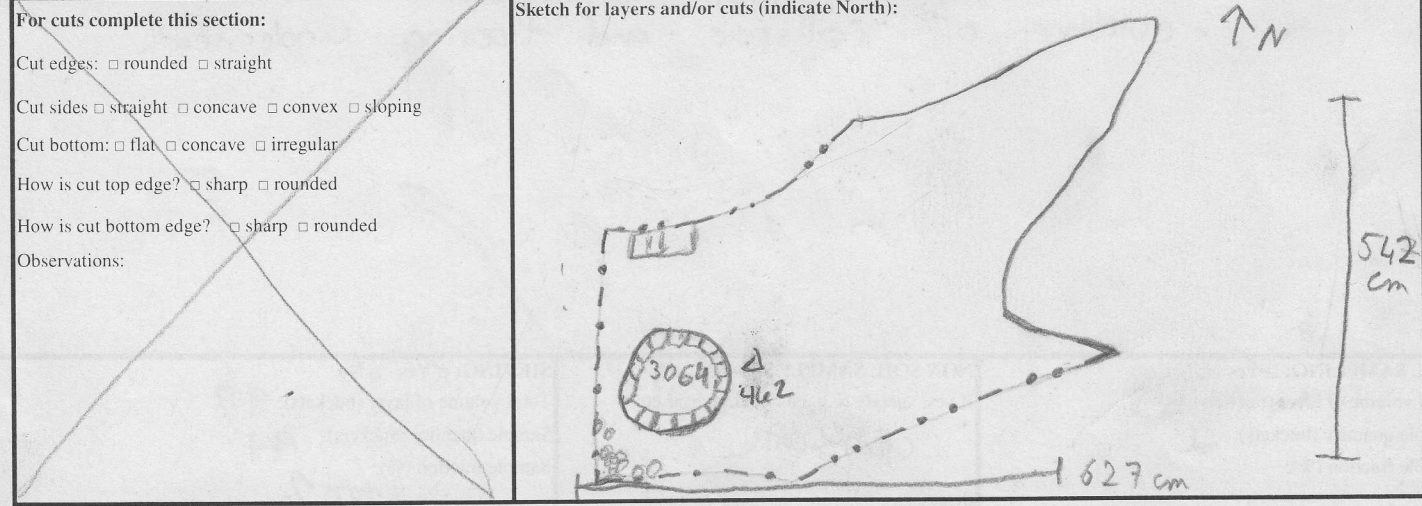 For cuts complete this section:
Cut edges: □ rounded □ straight
Cut sides □ straight □ concave □ convex □ sloping
Cut bottom: □ flat □ concave □ irregular
How is cut top edge? □ sharp □ rounded
How is cut bottom edge? □ sharp □ rounded
Observations:
Sketch for layers and/or cuts (indicate North):
↑ N
542
cm
3064
462
627 cm